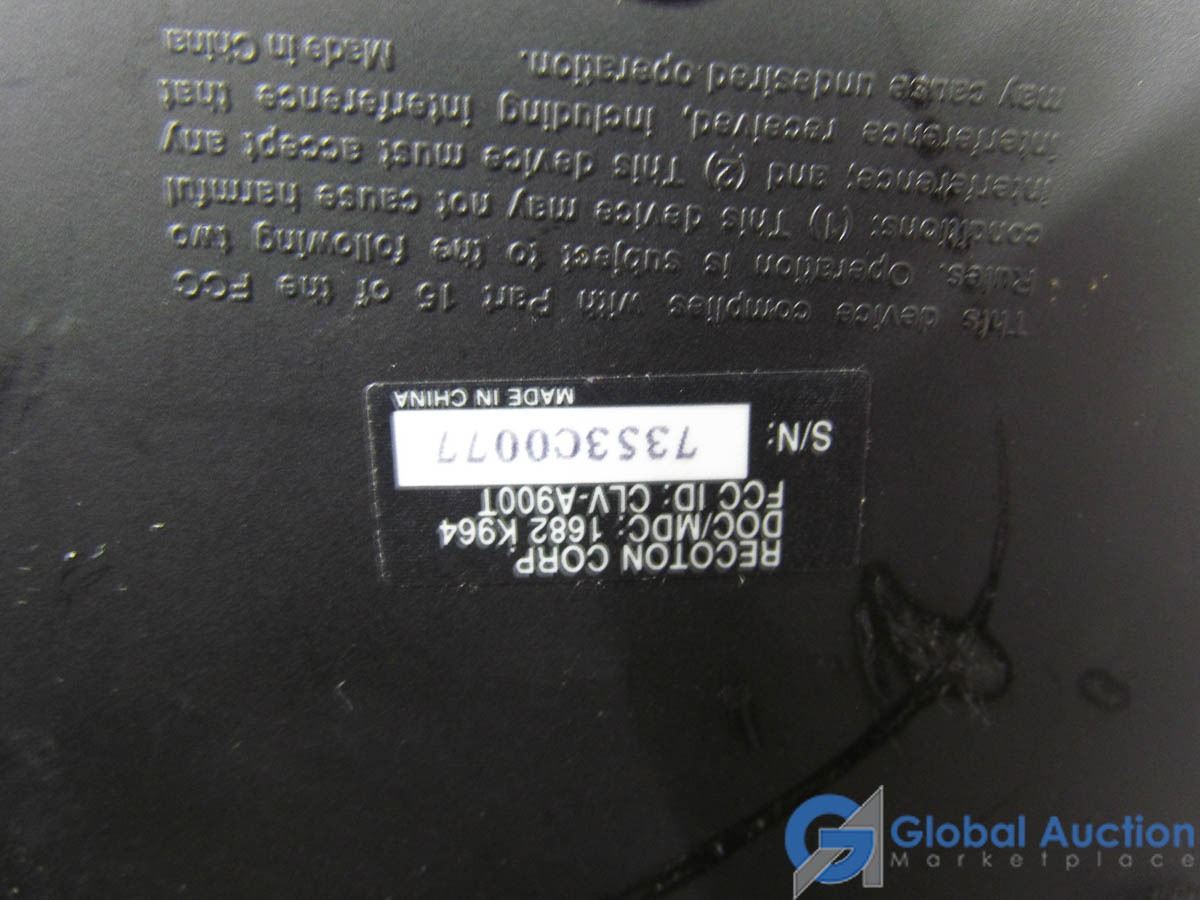 RECOTON CORP.
DOC/MDC: 1682 K964
FCC ID: CLV-A900T
S/N: 7353C0077
MADE IN CHINA
This device complies with Part 15 of the FCC
Rules. Operation is subject to the following two
conditions: (1) This device may not cause harmful
interference; and (2) This device must accept any
interference received, including interference that
may cause undesired operation. Made in China
Global Auction
Marketplace